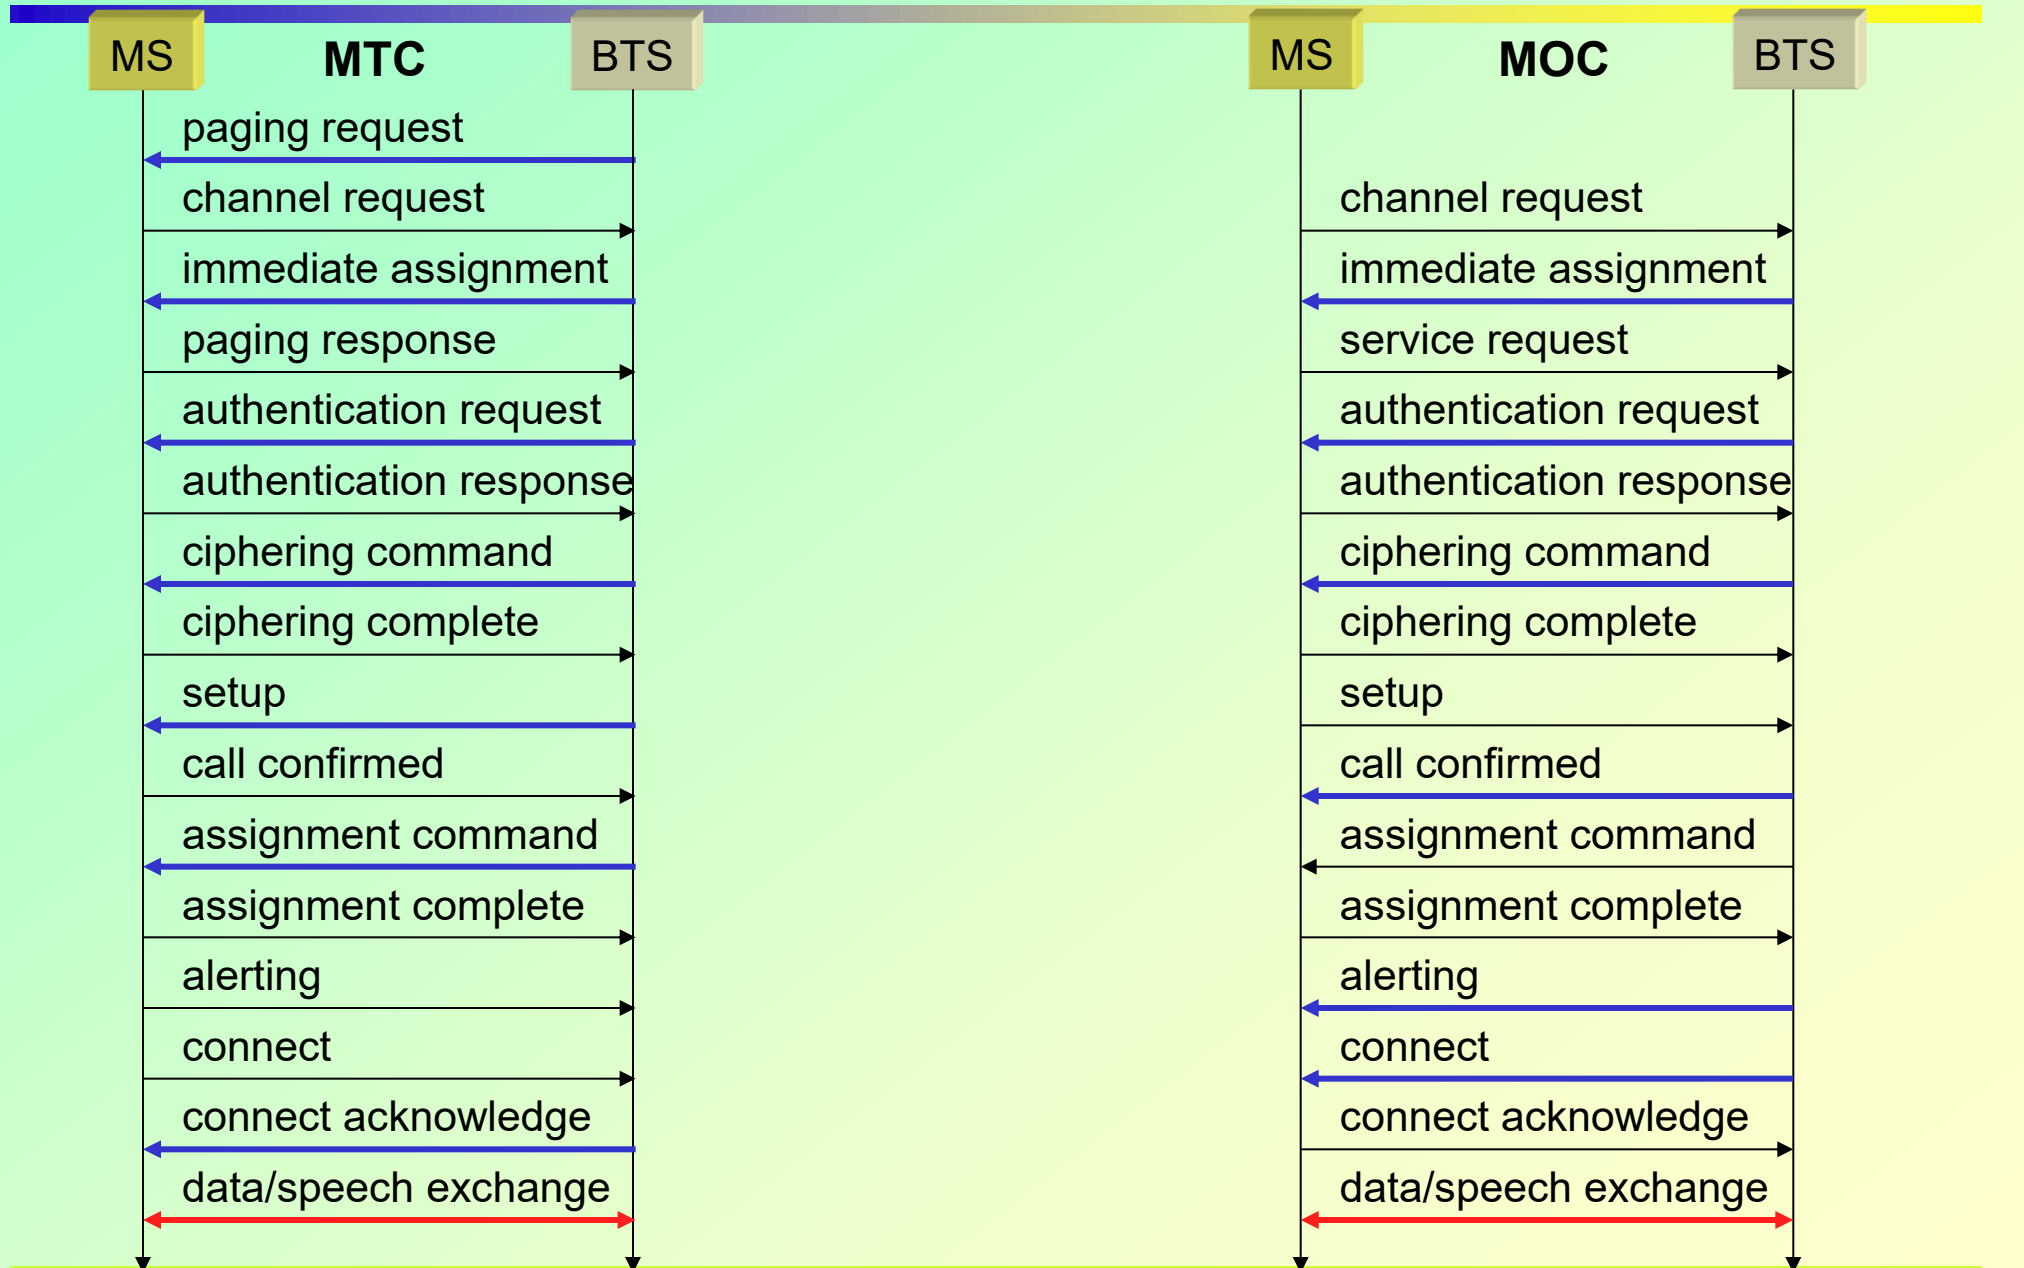 MS MTC BTS
paging request
channel request
immediate assignment
paging response
authentication request
authentication response
ciphering command
ciphering complete
setup
call confirmed
assignment command
assignment complete
alerting
connect
connect acknowledge
data/speech exchange
MS MOC BTS
channel request
immediate assignment
service request
authentication request
authentication response
ciphering command
ciphering complete
setup
call confirmed
assignment command
assignment complete
alerting
connect
connect acknowledge
data/speech exchange